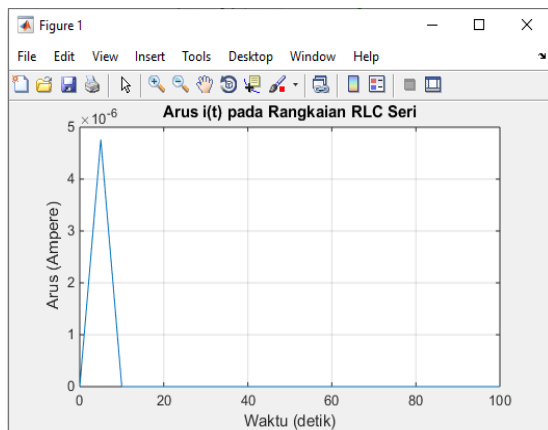 Figure 1
File Edit View Insert Tools Desktop Window Help
×10⁻⁶
Arus i(t) pada Rangkaian RLC Seri
5
4
3
2
1
0
Arus (Ampere)
0 20 40 60 80 100
Waktu (detik)